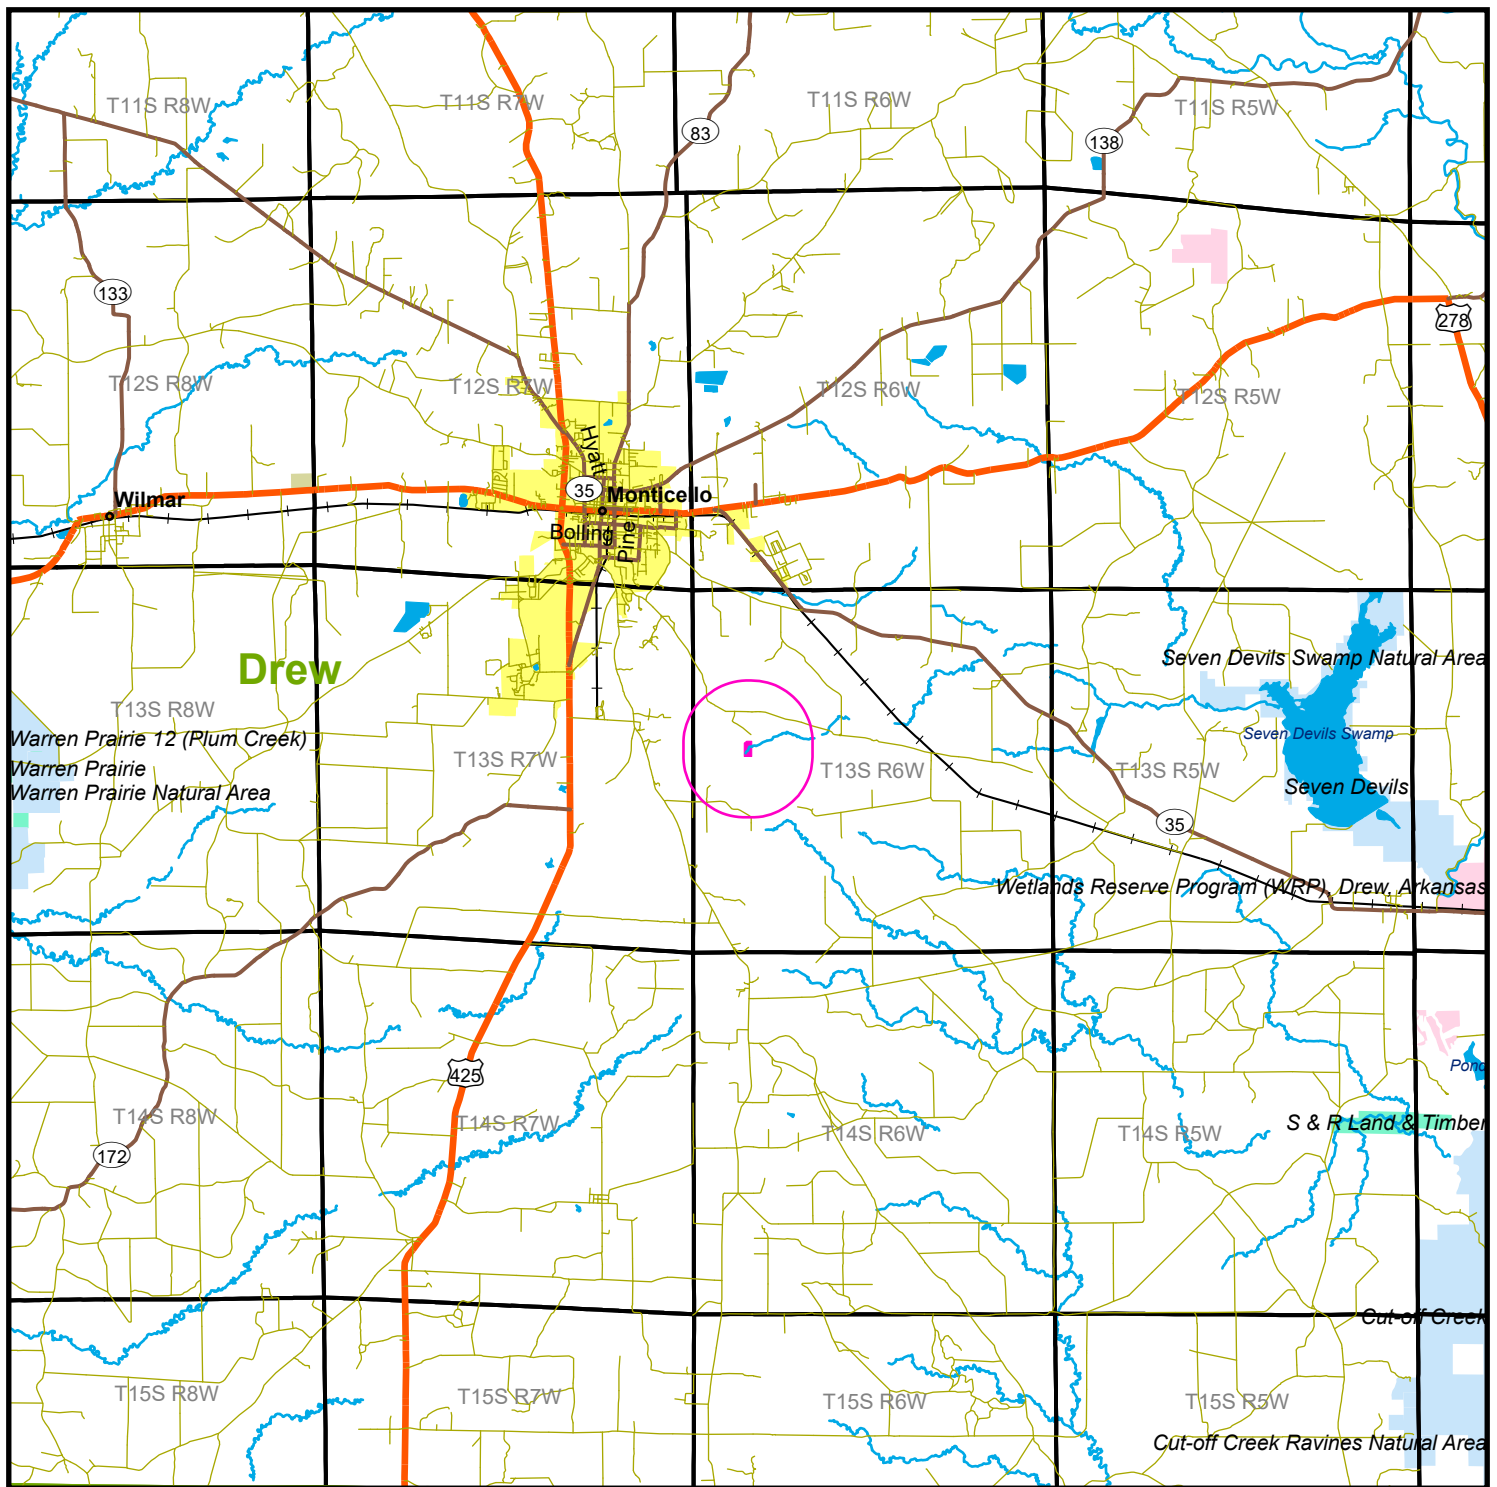 T11S R8W
T11S R7W
T11S R6W
T11S R5W
83
138
133
278
T12S R8W
T12S R7W
T12S R6W
T12S R5W
Hyatt
Wilmar
35
Monticello
Bolling
Pine
Drew
Seven Devils Swamp Natural Area
T13S R8W
Warren Prairie 12 (Plum Creek)
Seven Devils Swamp
T13S R7W
T13S R6W
T13S R5W
Warren Prairie
Warren Prairie Natural Area
Seven Devils
35
Wetlands Reserve Program (WRP), Drew, Arkansas
425
Pond
T14S R8W
T14S R7W
T14S R6W
T14S R5W
S & R Land & Timber
172
Cut-off Creek
T15S R8W
T15S R7W
T15S R6W
T15S R5W
Cut-off Creek Ravines Natural Area